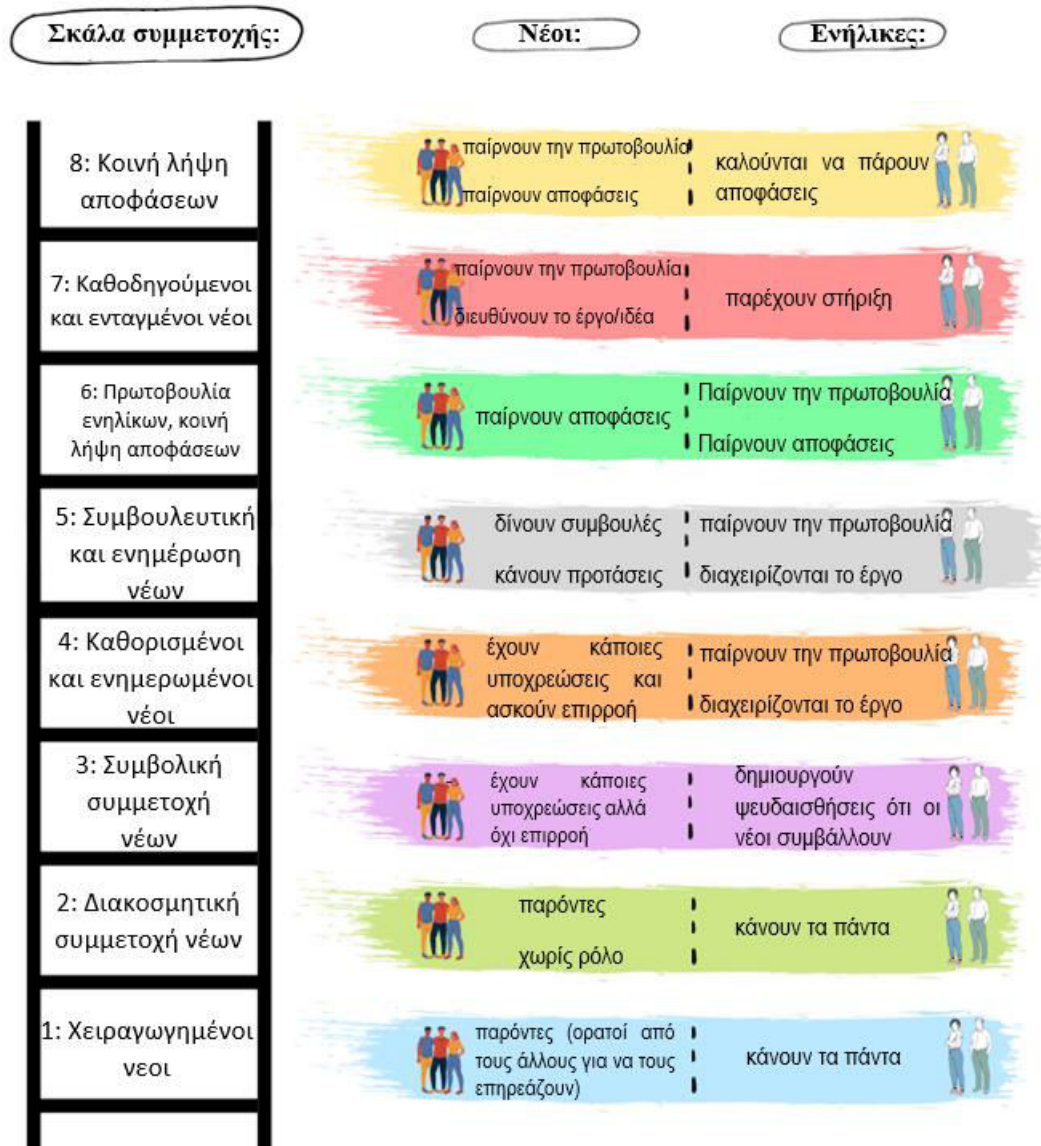 Σκάλα συμμετοχής:
Νέοι:
Ενήλικες:
8: Κοινή λήψη
αποφάσεων
παίρνουν την πρωτοβουλία
παίρνουν αποφάσεις
καλούνται να πάρουν
αποφάσεις
7: Καθοδηγούμενοι
και ενταγμένοι νέοι
παίρνουν την πρωτοβουλία
διευθύνουν το έργο/ιδέα
παρέχουν στήριξη
6: Πρωτοβουλία
ενηλίκων, κοινή
λήψη αποφάσεων
παίρνουν αποφάσεις
Παίρνουν την πρωτοβουλία
Παίρνουν αποφάσεις
5: Συμβουλευτική
και ενημέρωση
νέων
δίνουν συμβουλές
κάνουν προτάσεις
παίρνουν την πρωτοβουλία
διαχειρίζονται το έργο
4: Καθορισμένοι
και ενημερωμένοι
νέοι
έχουν κάποιες
υποχρεώσεις και
ασκούν επιρροή
παίρνουν την πρωτοβουλία
διαχειρίζονται το έργο
3: Συμβολική
συμμετοχή
νέων
έχουν κάποιες
υποχρεώσεις αλλά
όχι επιρροή
δημιουργούν
ψευδαισθήσεις ότι οι
νέοι συμβάλλουν
2: Διακοσμητική
συμμετοχή νέων
παρόντες
χωρίς ρόλο
κάνουν τα πάντα
1: Χειραγωγημένοι
νεοι
παρόντες (ορατοί από
τους άλλους για να τους
επηρεάζουν)
κάνουν τα πάντα